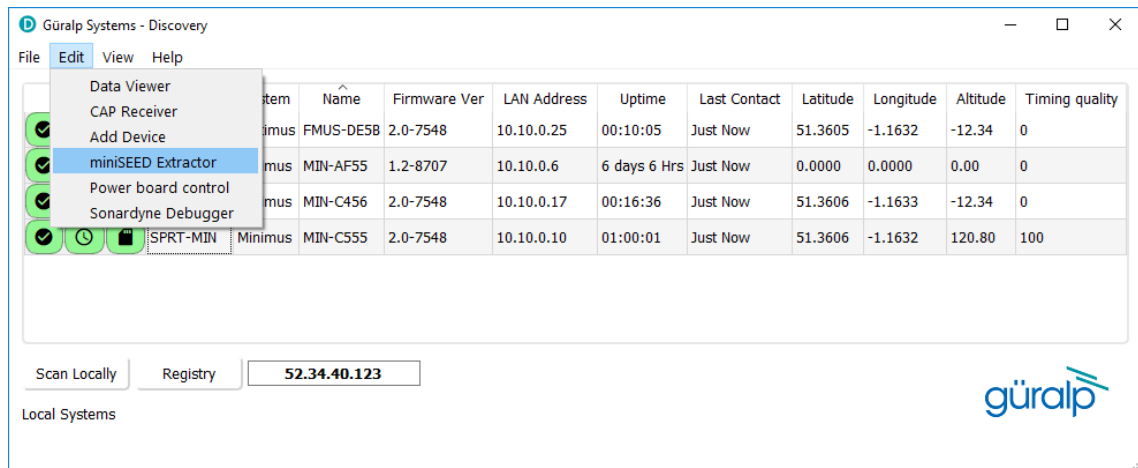 Güralp Systems - Discovery
File Edit View Help
Data Viewer
CAP Receiver
Add Device
miniSEED Extractor
Power board control
Sonardyne Debugger
stem Name Firmware Ver LAN Address Uptime Last Contact Latitude Longitude Altitude Timing quality
imus FMUS-DE5B 2.0-7548 10.10.0.25 00:10:05 Just Now 51.3605 -1.1632 -12.34 0
mus MIN-AF55 1.2-8707 10.10.0.6 6 days 6 Hrs Just Now 0.0000 0.0000 0.00 0
mus MIN-C456 2.0-7548 10.10.0.17 00:16:36 Just Now 51.3606 -1.1633 -12.34 0
SPRT-MIN Minimus MIN-C555 2.0-7548 10.10.0.10 01:00:01 Just Now 51.3606 -1.1632 120.80 100
Scan Locally Registry 52.34.40.123
Local Systems
güralp